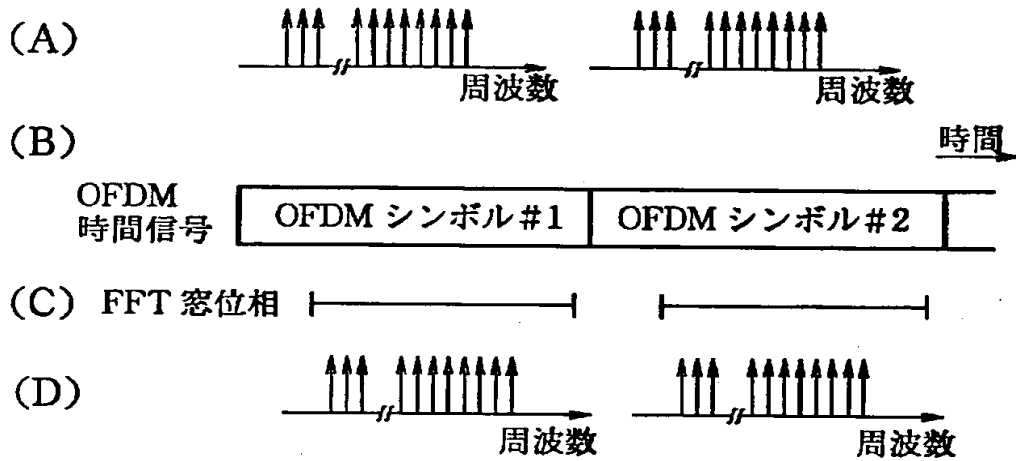 (A)
周波数 周波数
(B)
時間
OFDM
時間信号
OFDM シンボル#1 OFDM シンボル#2
(C) FFT 窓位相
(D)
周波数 周波数